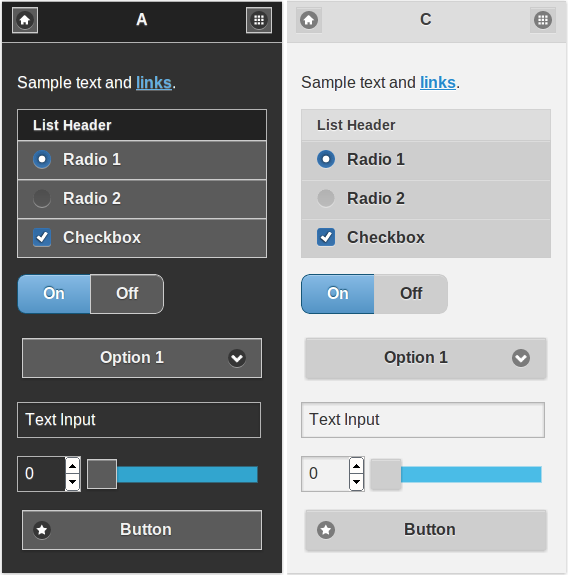 A
Sample text and links.
List Header
Radio 1
Radio 2
Checkbox
On Off
Option 1
Text Input
0
Button
C
Sample text and links.
List Header
Radio 1
Radio 2
Checkbox
On Off
Option 1
Text Input
0
Button